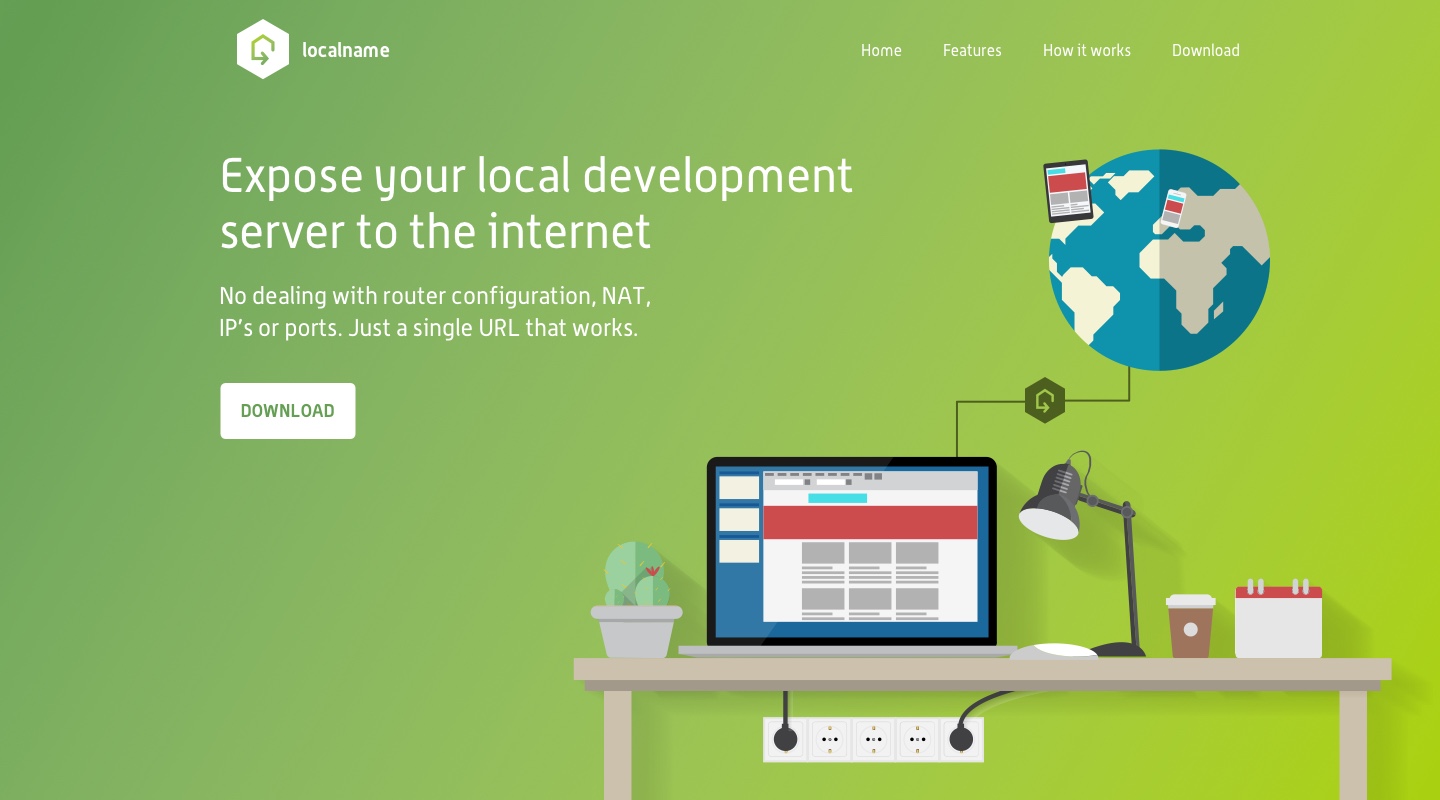 localname
Home
Features
How it works
Download
Expose your local development
server to the internet
No dealing with router configuration, NAT,
IP's or ports. Just a single URL that works.
DOWNLOAD